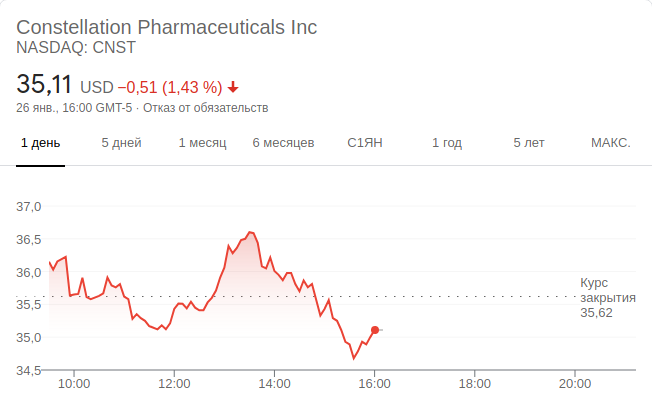 Constellation Pharmaceuticals Inc
NASDAQ: CNST
35,11 USD −0,51 (1,43 %)
26 янв., 16:00 GMT-5 · Отказ от обязательств
1 день 5 дней 1 месяц 6 месяцев С1ЯН 1 год 5 лет МАКС.
37,0
36,5
36,0
35,5
35,0
34,5
Курс
закрытия
35,62
10:00 12:00 14:00 16:00 18:00 20:00